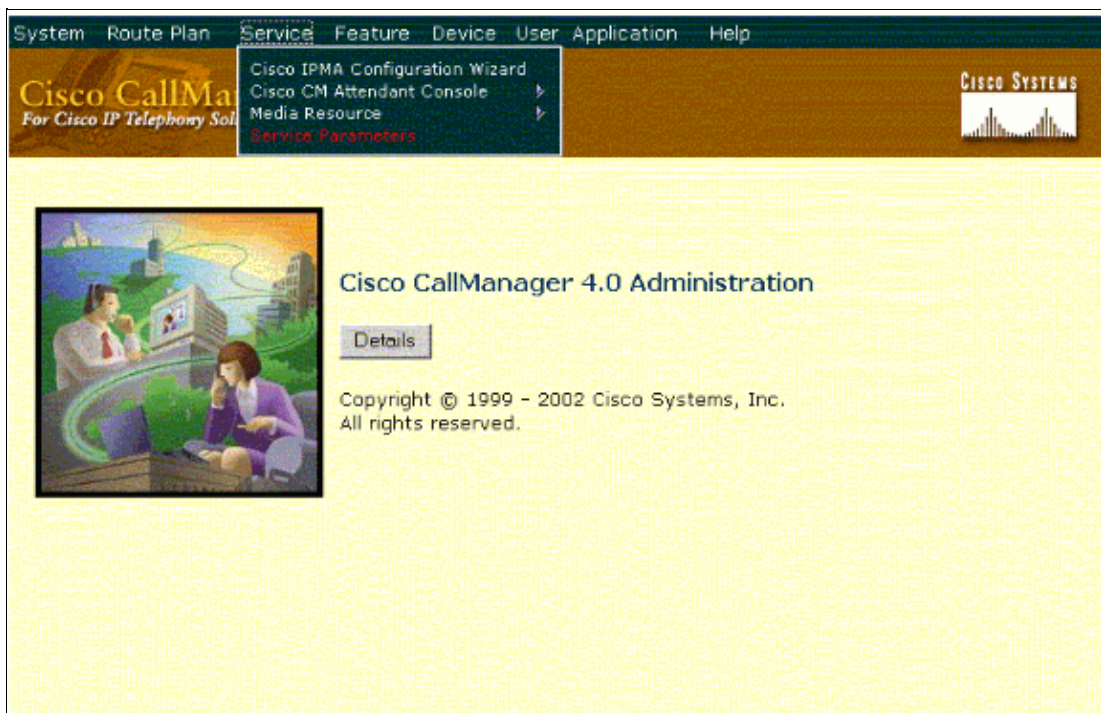 System Route Plan Service Feature Device User Application Help
Cisco IPMA Configuration Wizard
Cisco CM Attendant Console
Media Resource
Service Parameters
Cisco CallMa
For Cisco IP Telephony Sol
CISCO SYSTEMS
Cisco CallManager 4.0 Administration
Details
Copyright © 1999 - 2002 Cisco Systems, Inc.
All rights reserved.